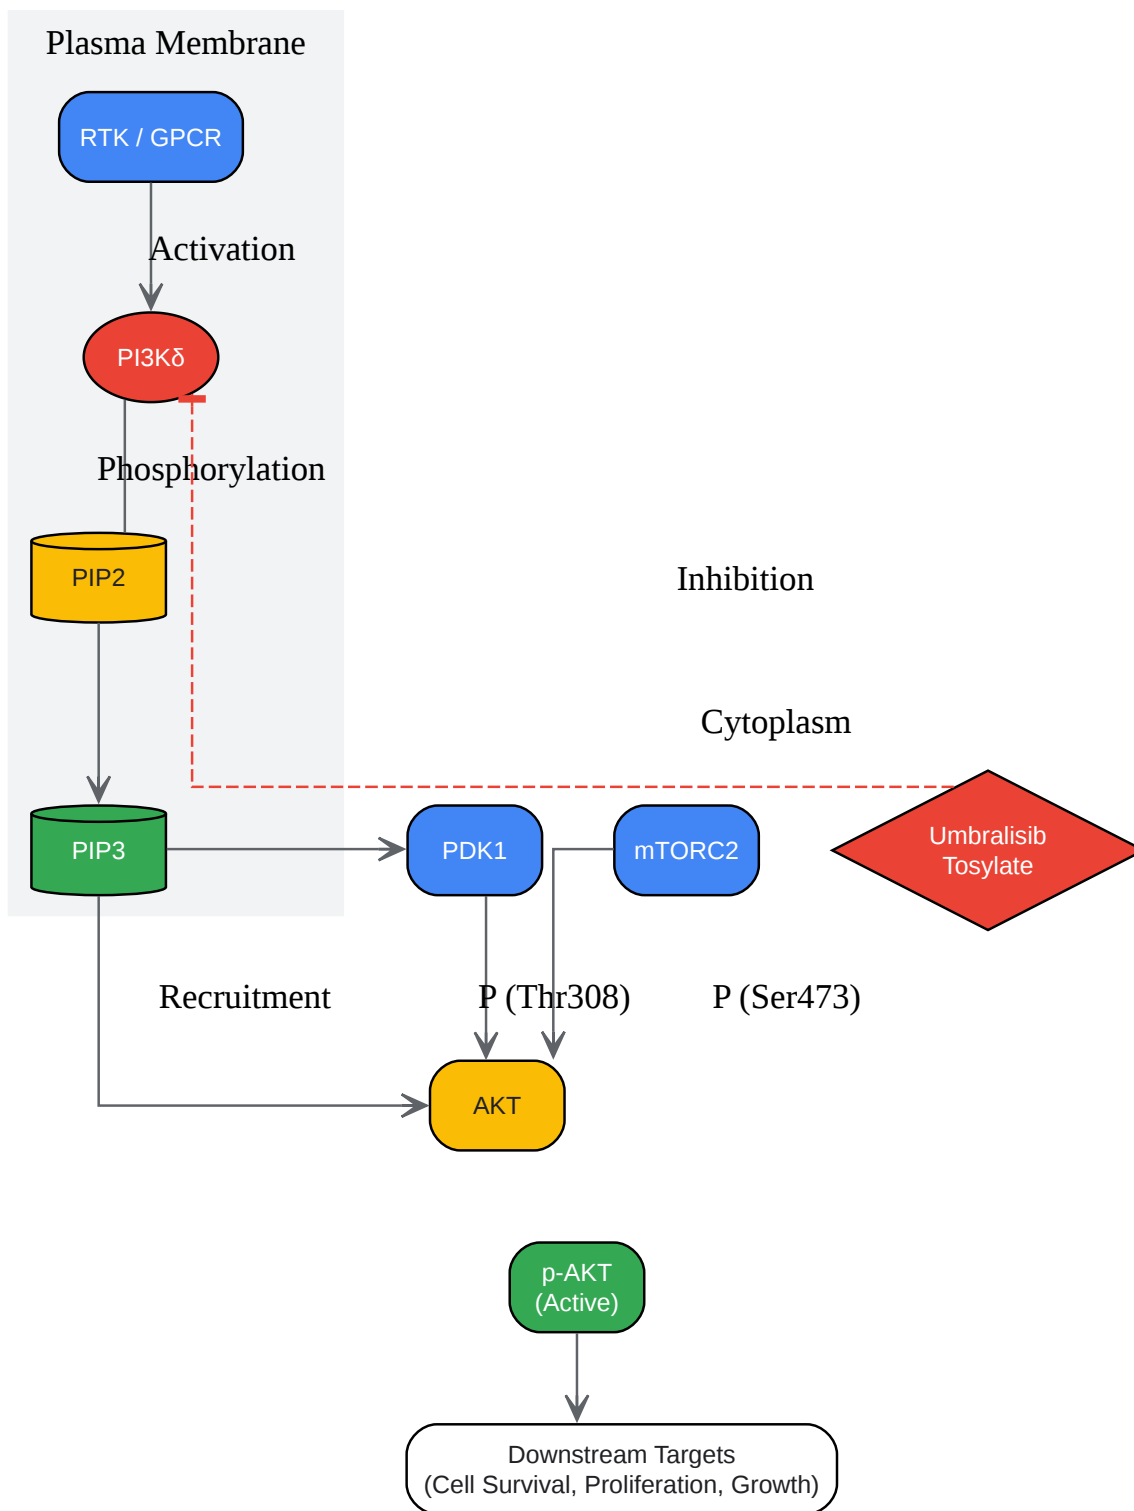 Plasma Membrane
RTK / GPCR
Activation
PI3Kδ
Phosphorylation
PIP2
Inhibition
Cytoplasm
PIP3
PDK1
mTORC2
Umbralisib
Tosylate
Recruitment
P (Thr308)
P (Ser473)
AKT
p-AKT
(Active)
Downstream Targets
(Cell Survival, Proliferation, Growth)